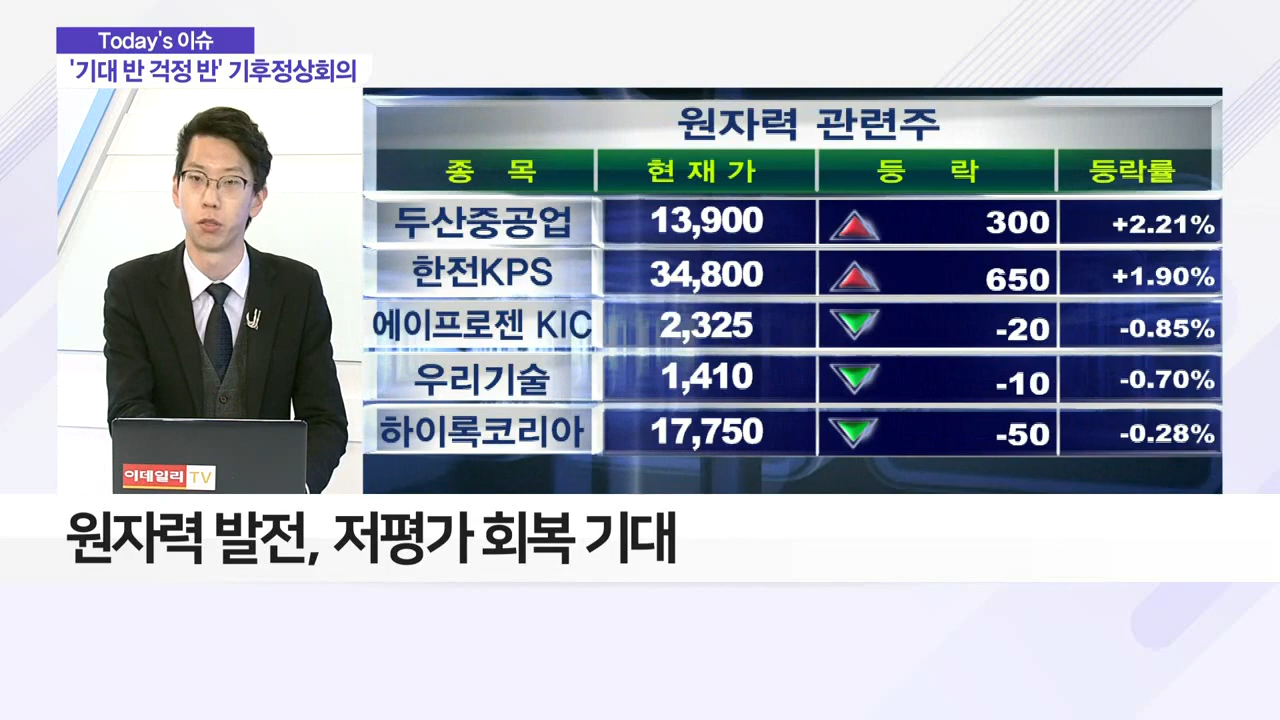 Today's 이슈
'기대 반 걱정 반' 기후정상회의
원자력 관련주
종 목 현 재 가 등 락 등락률
두산중공업 13,900 300 +2.21%
한전KPS 34,800 650 +1.90%
에이프로젠 KIC 2,325 -20 -0.85%
우리기술 1,410 -10 -0.70%
하이록코리아 17,750 -50 -0.28%
이데일리TV
원자력 발전, 저평가 회복 기대